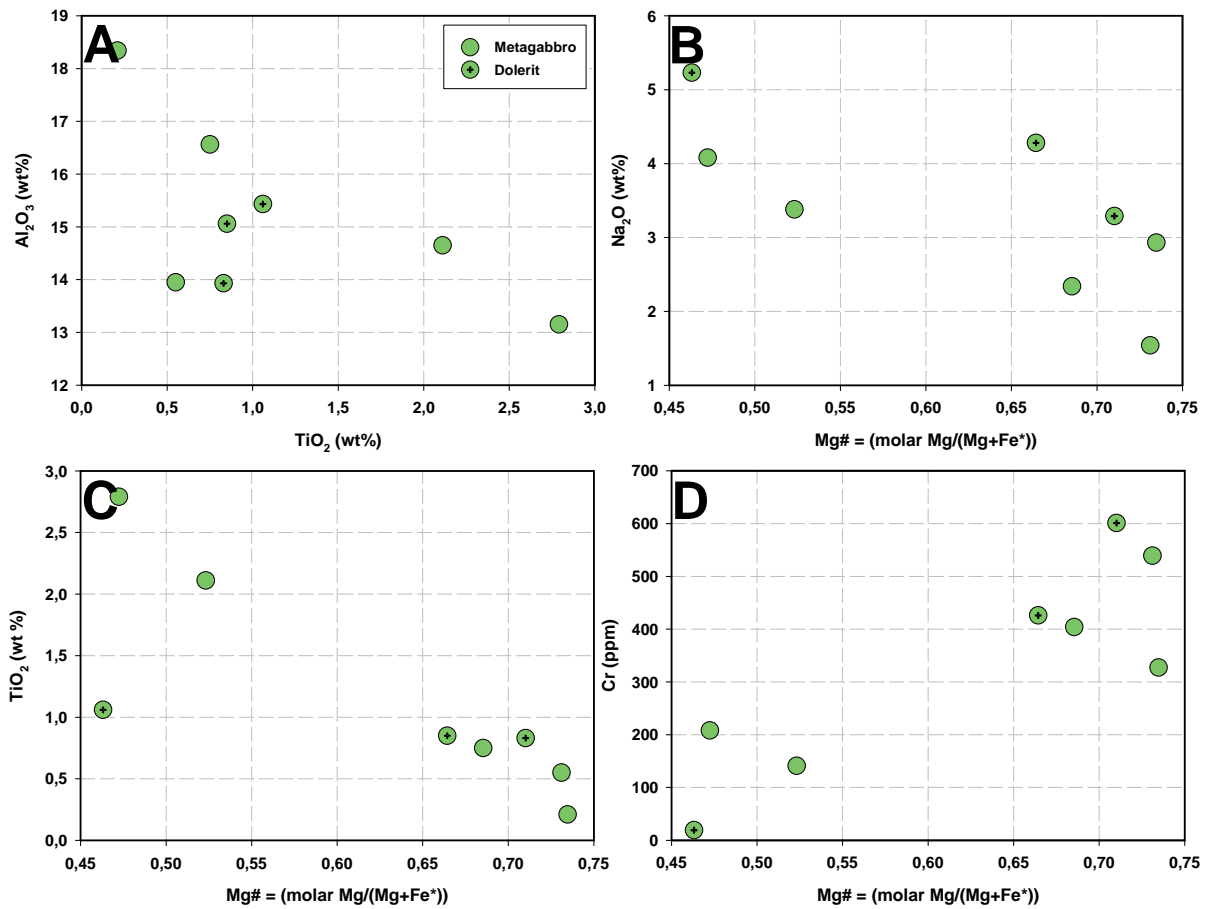 A
Metagabbro
Dolerit
19
18
17
16
15
14
13
12
Al₂O₃ (wt%)
0,0 0,5 1,0 1,5 2,0 2,5 3,0
TiO₂ (wt%)
B
6
5
4
3
2
1
Na₂O (wt%)
0,45 0,50 0,55 0,60 0,65 0,70 0,75
Mg# = (molar Mg/(Mg+Fe*))
C
3,0
2,5
2,0
1,5
1,0
0,5
0,0
TiO₂ (wt %)
0,45 0,50 0,55 0,60 0,65 0,70 0,75
Mg# = (molar Mg/(Mg+Fe*))
D
700
600
500
400
300
200
100
0
Cr (ppm)
0,45 0,50 0,55 0,60 0,65 0,70 0,75
Mg# = (molar Mg/(Mg+Fe*))